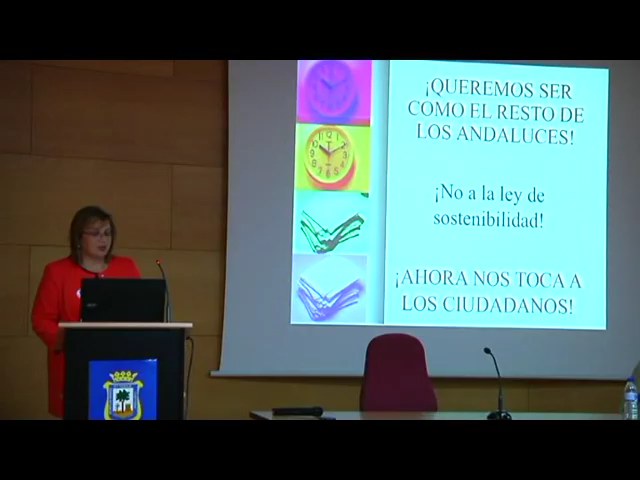 ¡QUEREMOS SER
COMO EL RESTO DE
LOS ANDALUCES!
¡No a la ley de
sostenibilidad!
¡AHORA NOS TOCA A
LOS CIUDADANOS!